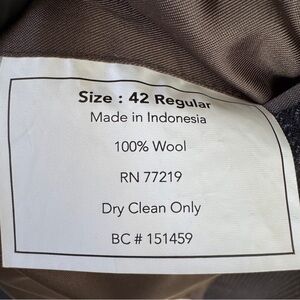 Size : 42 Regular
Made in Indonesia
100% Wool
RN 77219
Dry Clean Only
BC # 151459